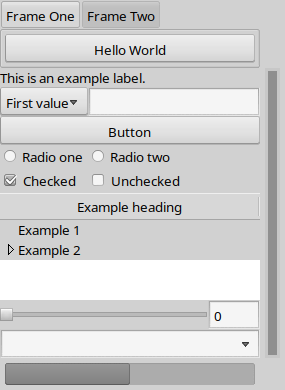 Frame One Frame Two
Hello World
This is an example label.
First value
Button
Radio one Radio two
Checked Unchecked
Example heading
Example 1
Example 2
0